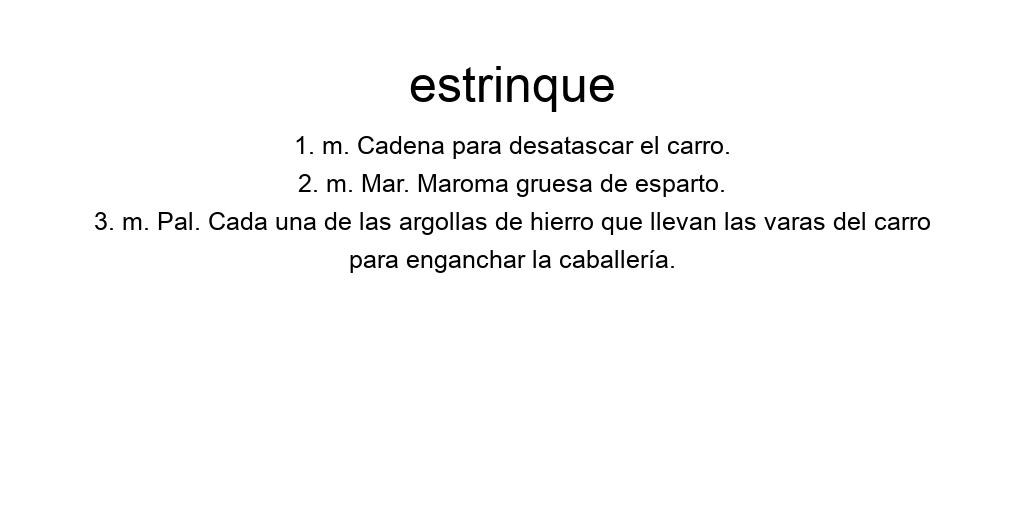 estrinque
1. m. Cadena para desatascar el carro.
2. m. Mar. Maroma gruesa de esparto.
3. m. Pal. Cada una de las argollas de hierro que llevan las varas del carro
para enganchar la caballería.